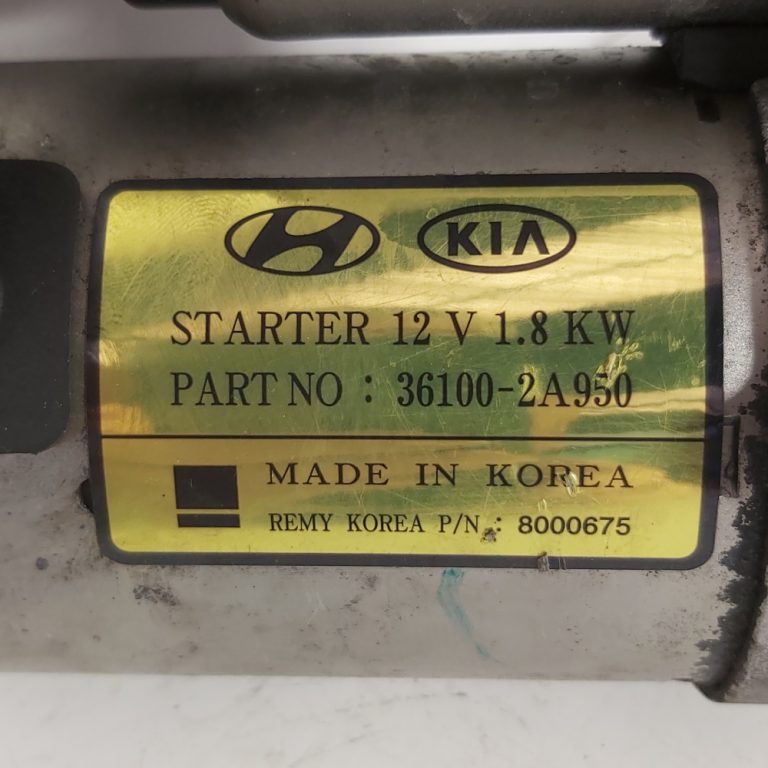 KIA
STARTER 12 V 1.8 KW
PART NO : 36100-2A950
MADE IN KOREA
REMY KOREA P/N : 8000675